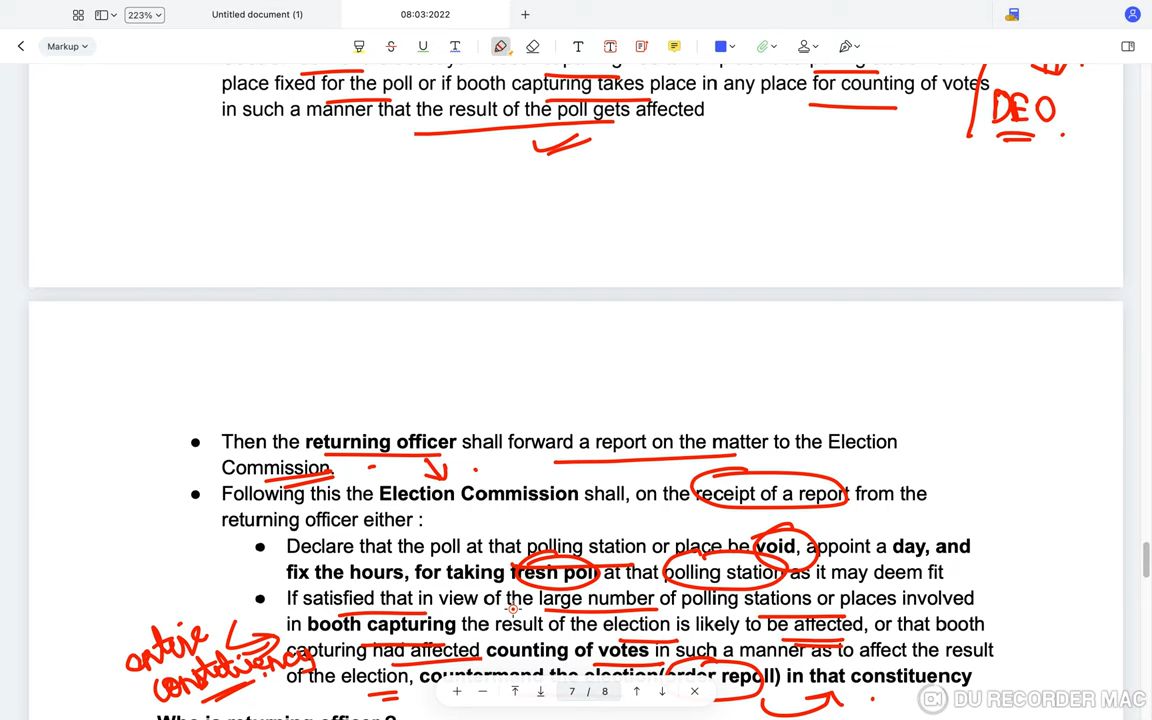 223%
Untitled document (1)
08:03:2022
Markup
place fixed for the poll or if booth capturing takes place in any place for counting of votes
in such a manner that the result of the poll gets affected
DEO
Then the returning officer shall forward a report on the matter to the Election
Commission.
Following this the Election Commission shall, on the receipt of a report from the
returning officer either :
Declare that the poll at that polling station or place be void, appoint a day, and
fix the hours, for taking fresh poll at that polling station as it may deem fit
If satisfied that in view of the large number of polling stations or places involved
in booth capturing the result of the election is likely to be affected, or that booth
capturing had affected counting of votes in such a manner as to affect the result
of the election, countermand the election(order repoll) in that constituency
entire
constituency
7 / 8
Who is returning officer ?
DU RECORDER MAC